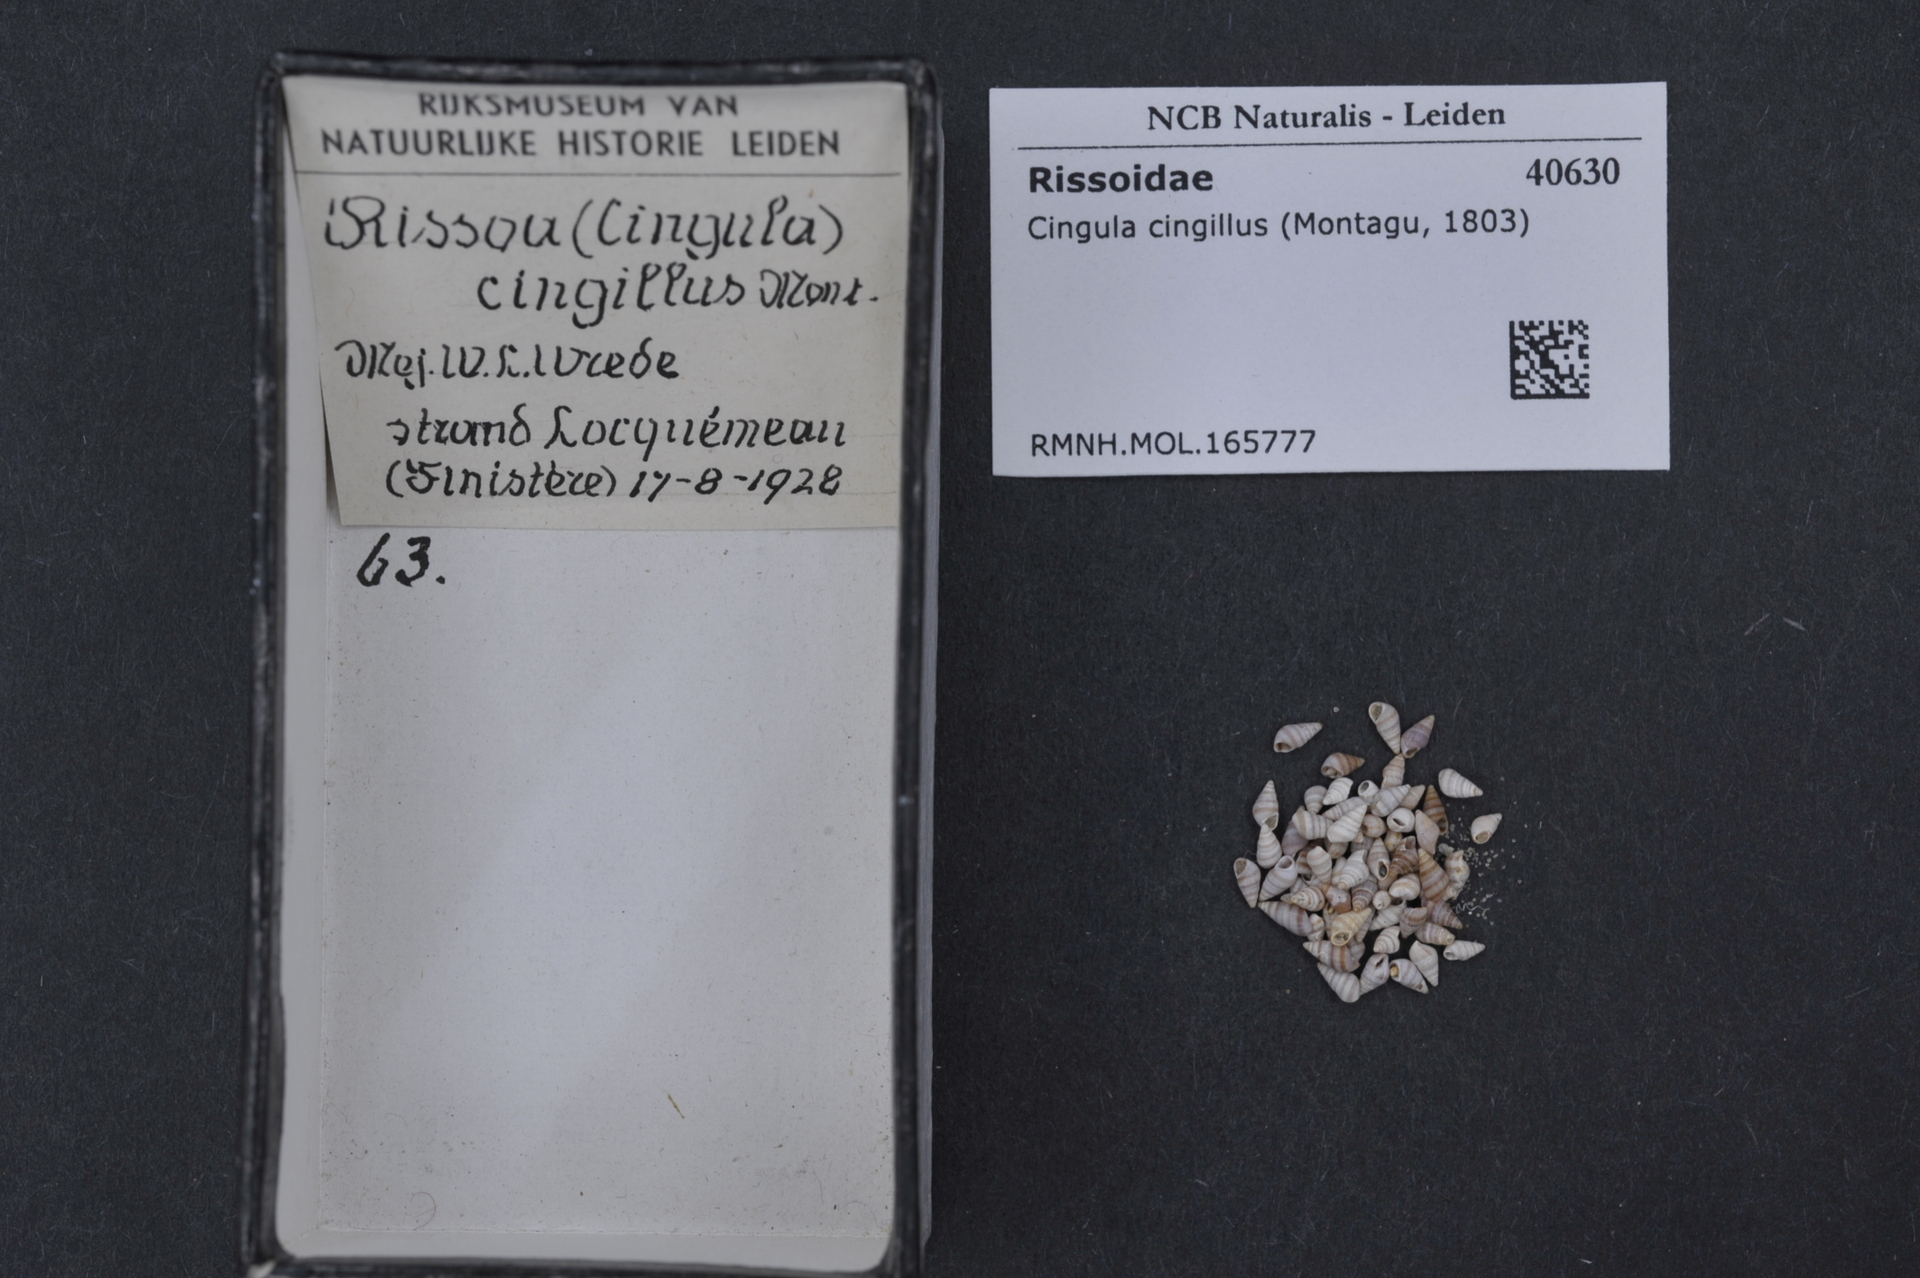 RIJKSMUSEUM VAN
NATUURLIJKE HISTORIE LEIDEN
Rissoa (Cingula)
cingillus Mont.
Mej. W. L. Wrede
strand Locquémeau
(Finistère) 17-8-1928
63.
NCB Naturalis - Leiden
Rissoidae 40630
Cingula cingillus (Montagu, 1803)
RMNH.MOL.165777